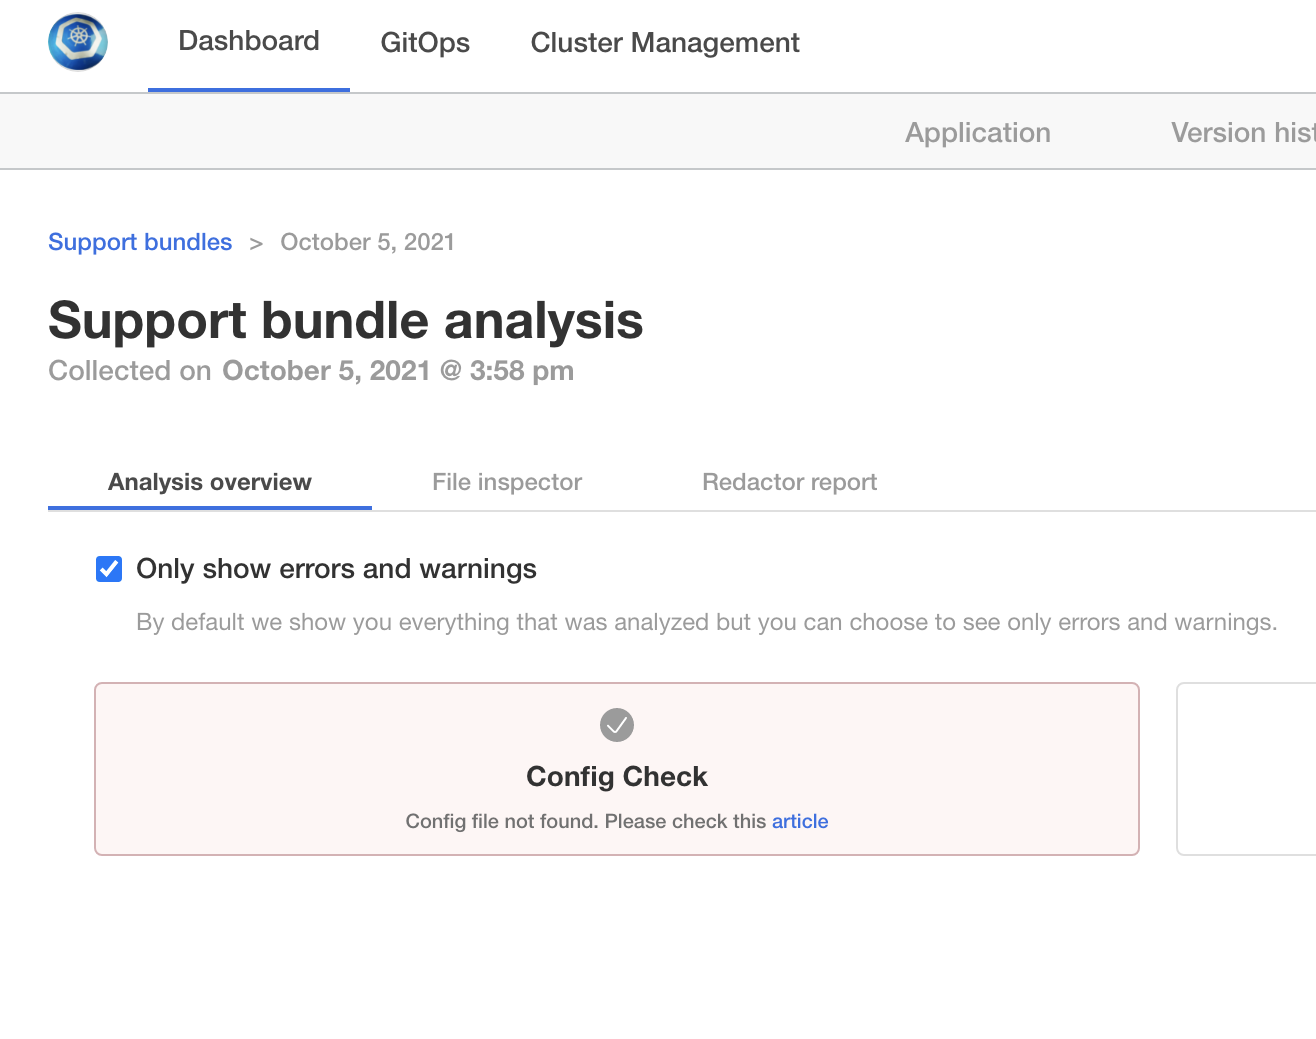 Dashboard
GitOps
Cluster Management
Application
Version hist
Support bundles > October 5, 2021
Support bundle analysis
Collected on October 5, 2021 @ 3:58 pm
Analysis overview
File inspector
Redactor report
Only show errors and warnings
By default we show you everything that was analyzed but you can choose to see only errors and warnings.
Config Check
Config file not found. Please check this article